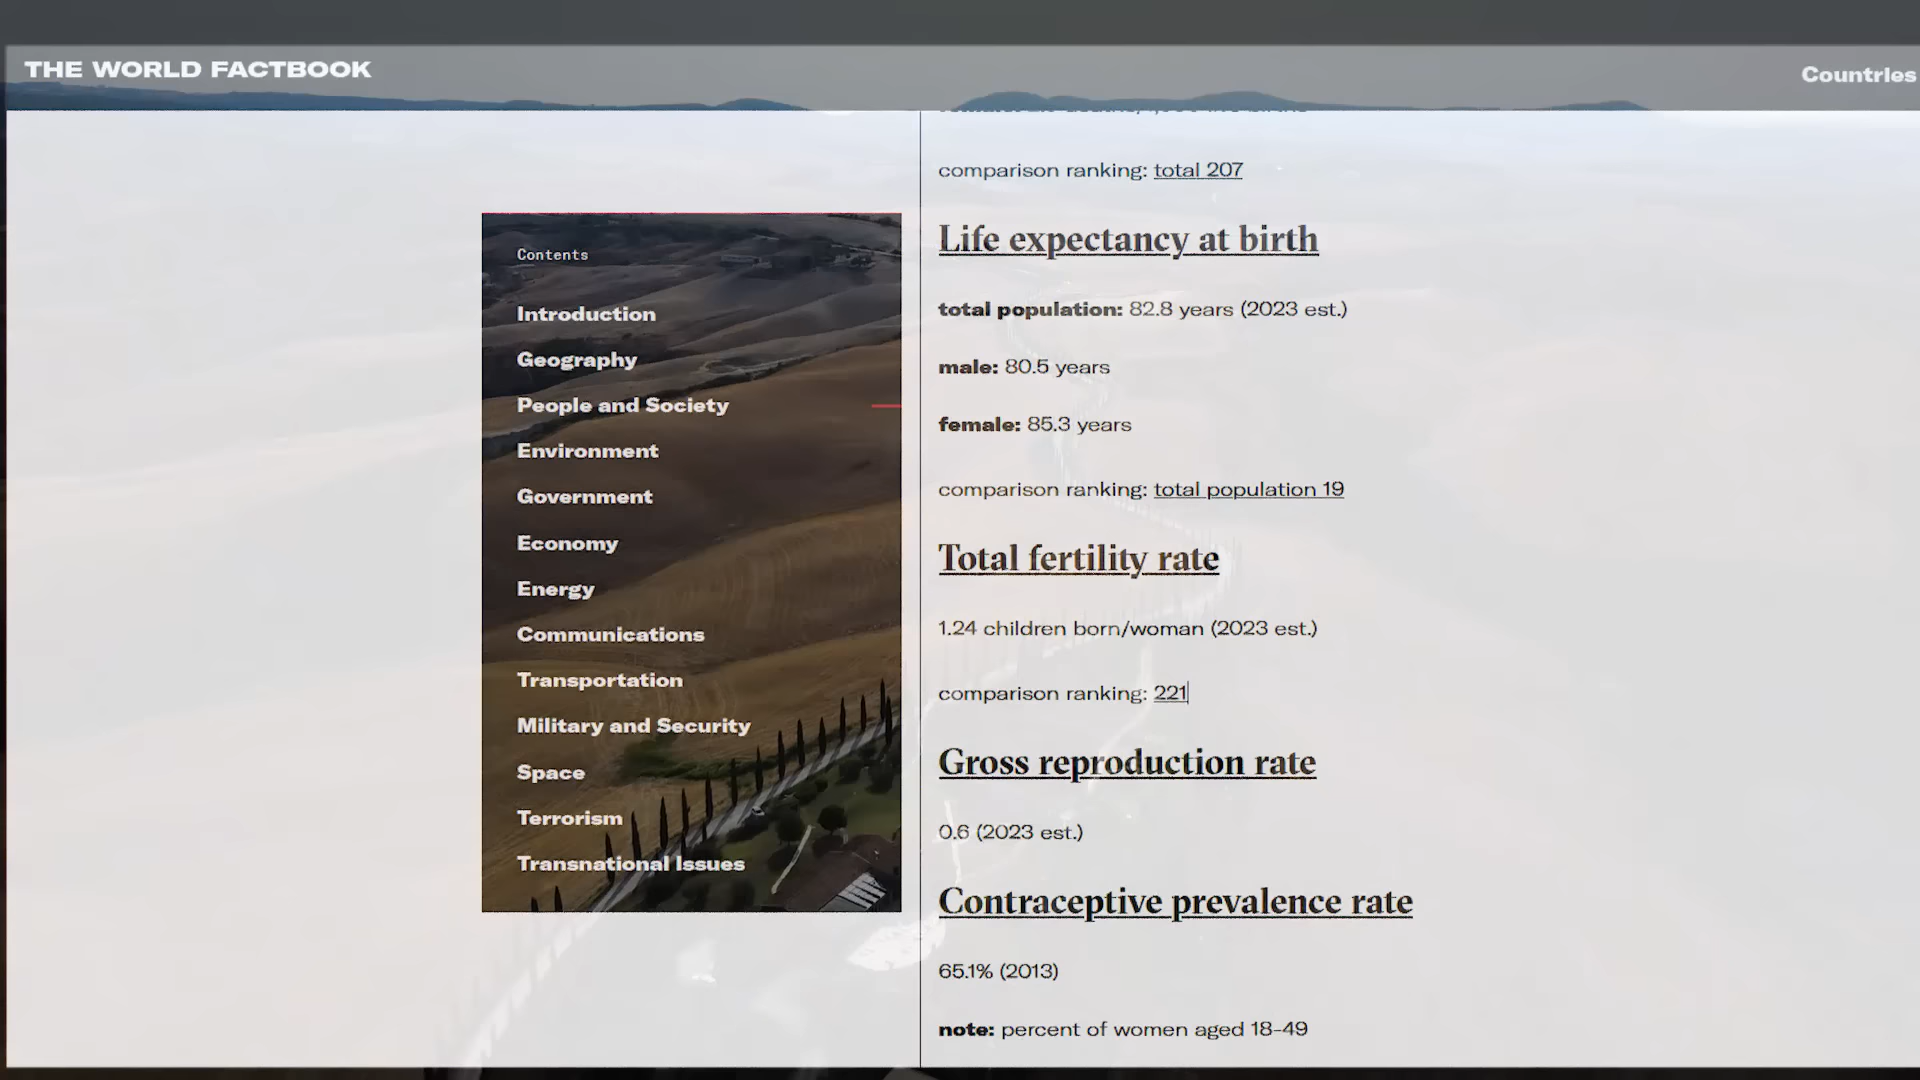 THE WORLD FACTBOOK
Countries
comparison ranking: total 207
Contents
Introduction
Geography
People and Society
Environment
Government
Economy
Energy
Communications
Transportation
Military and Security
Space
Terrorism
Transnational Issues
Life expectancy at birth
total population: 82.8 years (2023 est.)
male: 80.5 years
female: 85.3 years
comparison ranking: total population 19
Total fertility rate
1.24 children born/woman (2023 est.)
comparison ranking: 221
Gross reproduction rate
0.6 (2023 est.)
Contraceptive prevalence rate
65.1% (2013)
note: percent of women aged 18-49